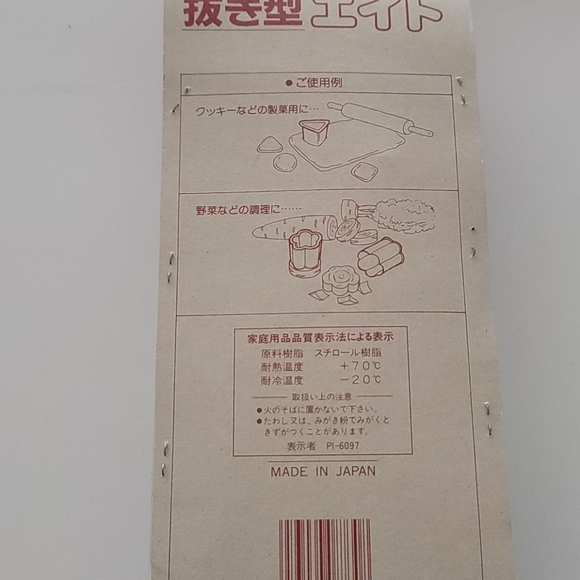 抜き型 エイト
●ご使用例
クッキーなどの製菓用に…
野菜などの調理に……
家庭用品品質表示法による表示
原料樹脂 スチロール樹脂
耐熱温度 +70℃
耐冷温度 −20℃
取扱い上の注意
●火のそばに置かないで下さい。
●たわし又は、みがき粉でみがくと
きずがつくことがあります。
表示者 PI-6097
MADE IN JAPAN